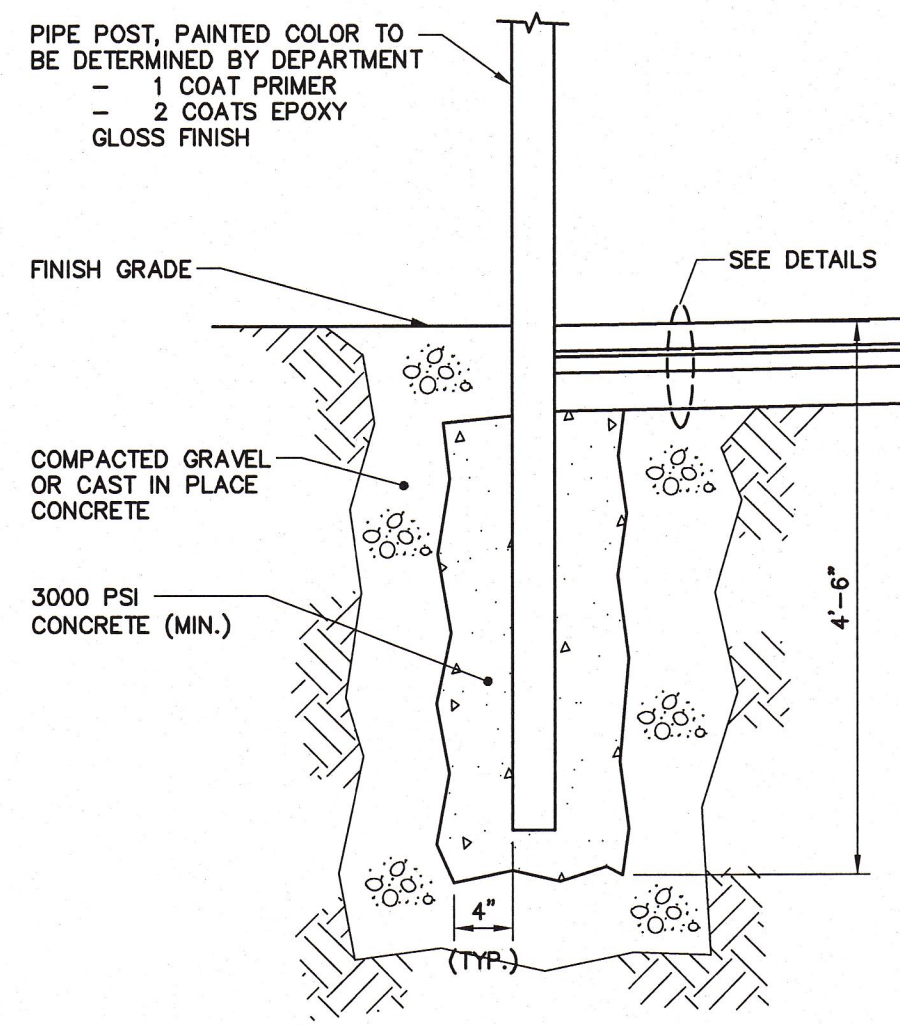 PIPE POST, PAINTED COLOR TO
BE DETERMINED BY DEPARTMENT
– 1 COAT PRIMER
– 2 COATS EPOXY
GLOSS FINISH
FINISH GRADE
SEE DETAILS
COMPACTED GRAVEL
OR CAST IN PLACE
CONCRETE
3000 PSI
CONCRETE (MIN.)
4'–6"
4"
(TYP.)